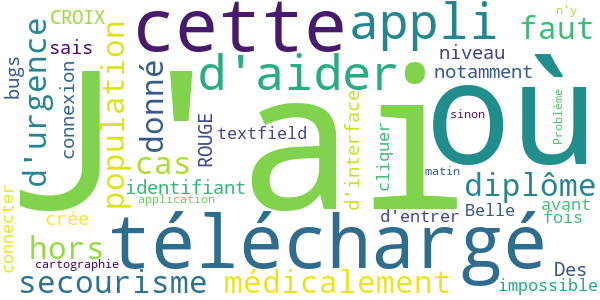 CROIX cette appli n'y
sais faut
bugs d'urgence connexion population donné d'aider niveau
notamment
J'ai où
ROUGE textfield d'interface cliquer sinon Problème
cas
identifiant matin diplôme
application
connecter crée d'entrer Belle avant
fois
hors téléchargé
cartographie Des
secourisme médicalement impossible